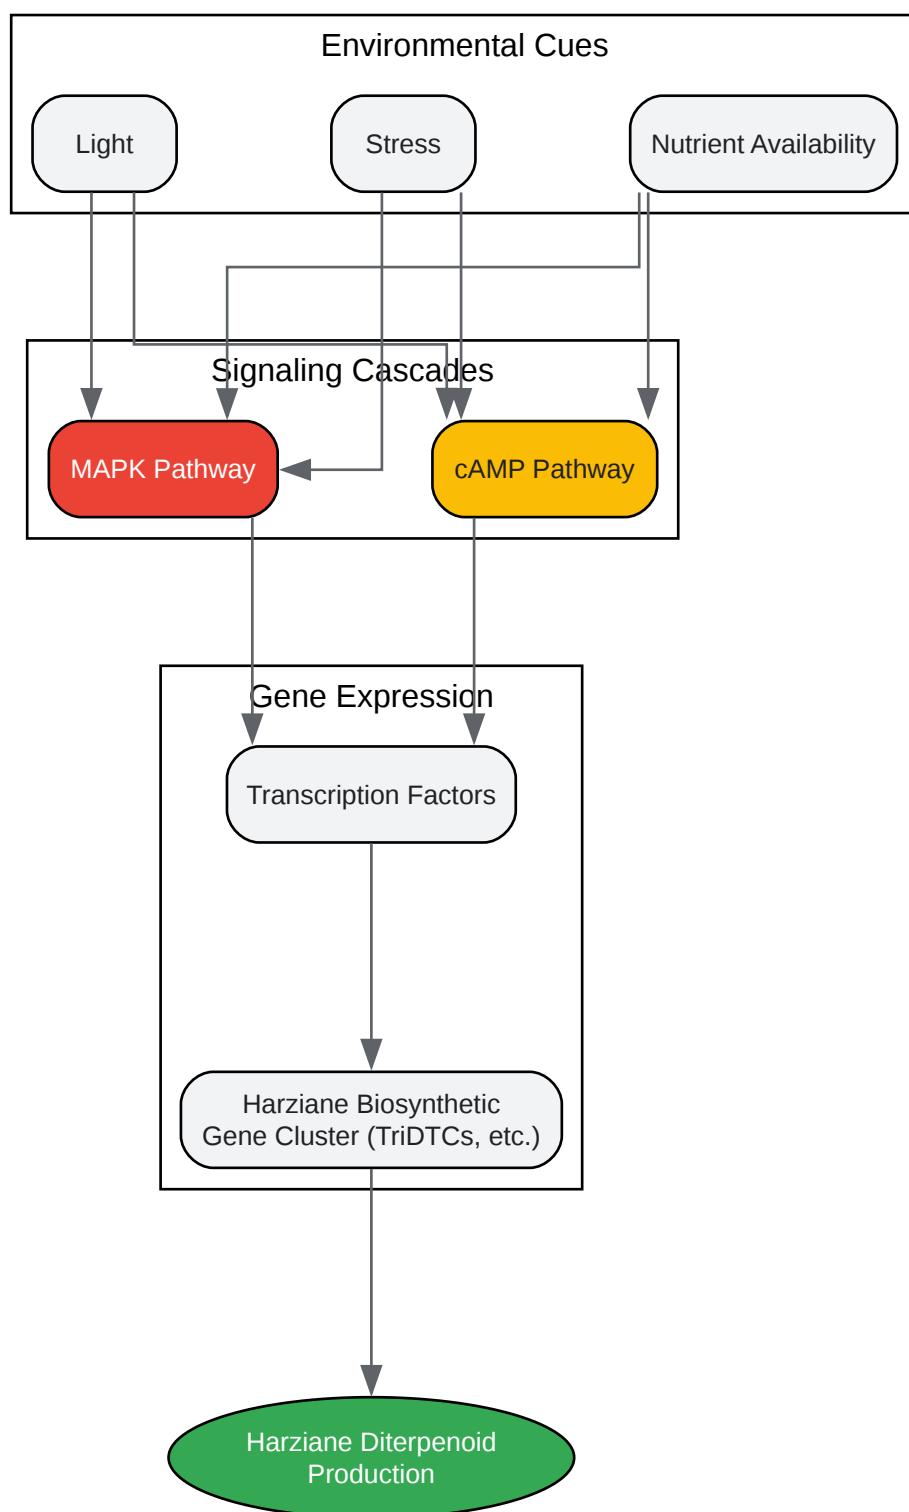 Environmental Cues
Light
Stress
Nutrient Availability
Signaling Cascades
MAPK Pathway
cAMP Pathway
Gene Expression
Transcription Factors
Harziane Biosynthetic
Gene Cluster (TriDTCs, etc.)
Harziane Diterpenoid
Production